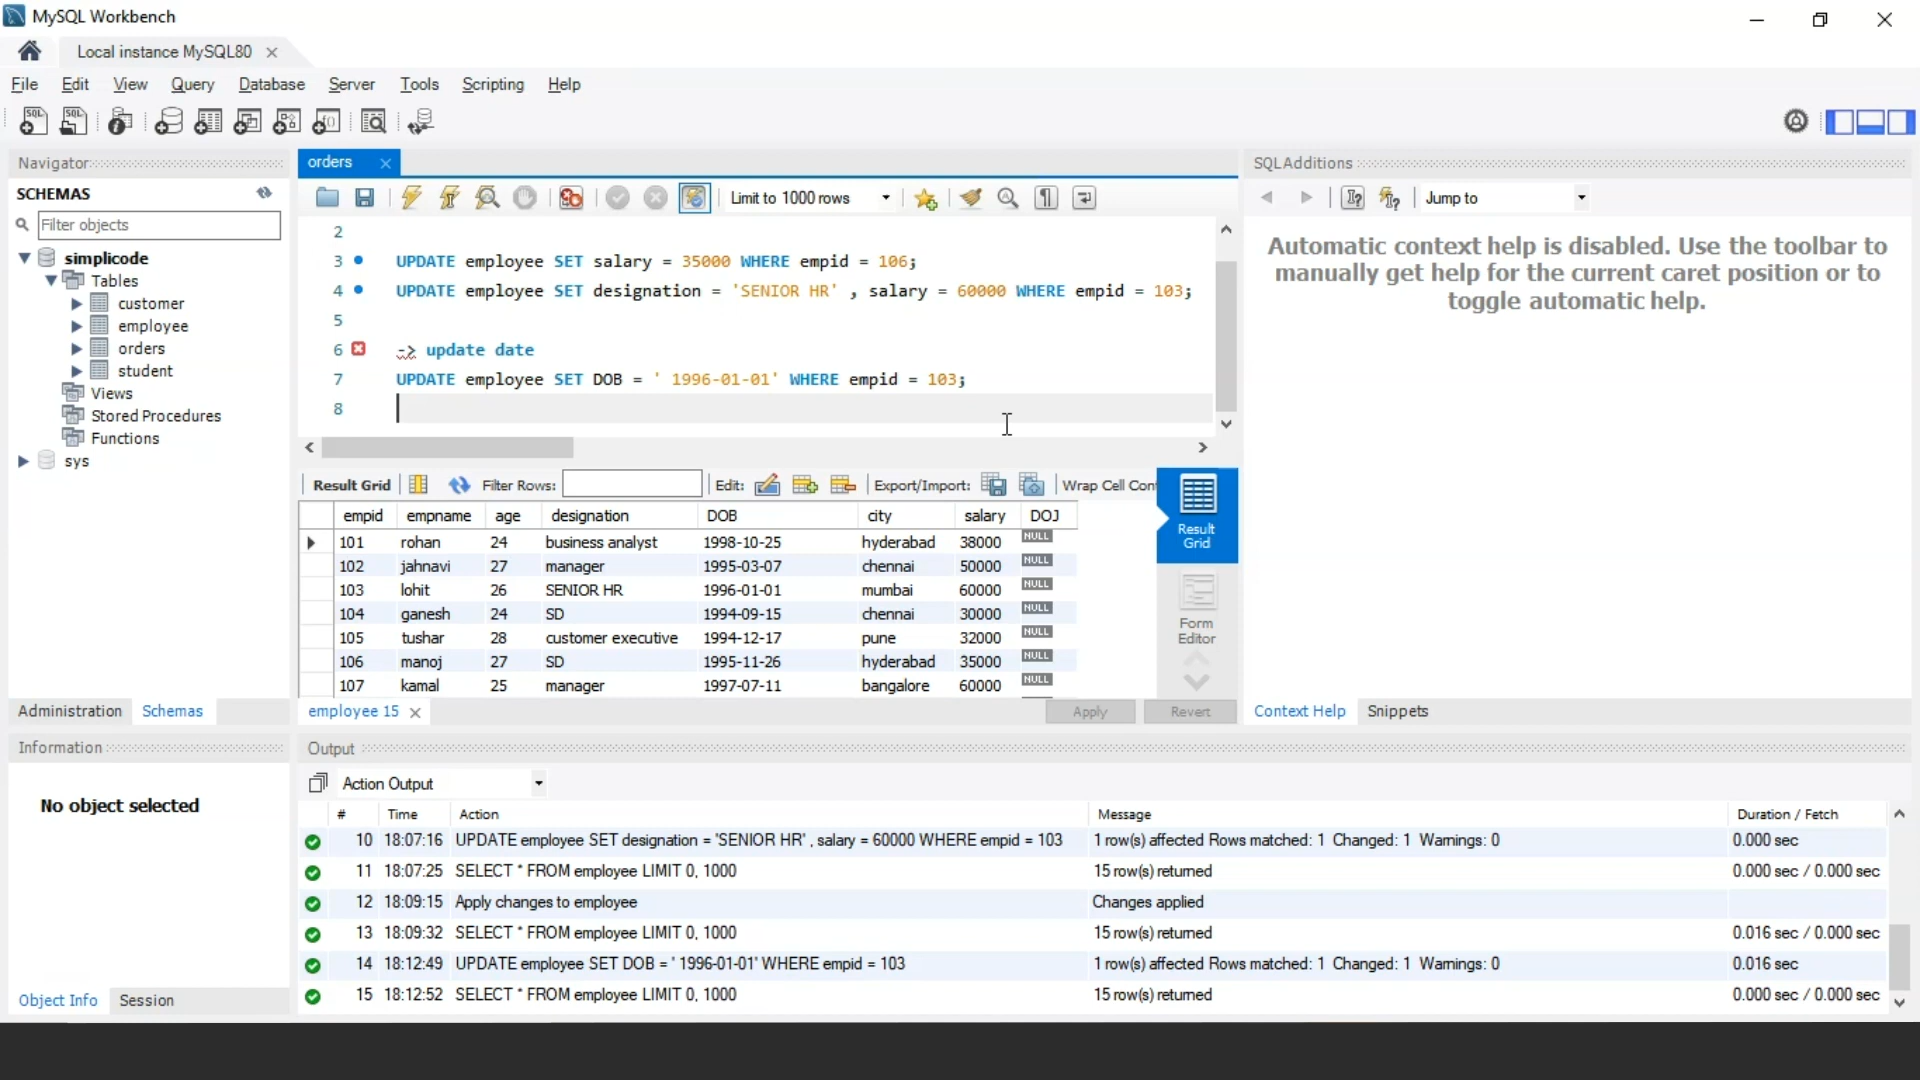 MySQL Workbench
Local instance MySQL80
File Edit View Query Database Server Tools Scripting Help
Navigator
SCHEMAS
Filter objects
simplicode
Tables
customer
employee
orders
student
Views
Stored Procedures
Functions
sys
Administration Schemas
Information
No object selected
Object Info Session
orders
Limit to 1000 rows
2
3 UPDATE employee SET salary = 35000 WHERE empid = 106;
4 UPDATE employee SET designation = 'SENIOR HR' , salary = 60000 WHERE empid = 103;
5
6 -> update date
7 UPDATE employee SET DOB = ' 1996-01-01' WHERE empid = 103;
8
Result Grid Filter Rows: Edit: Export/Import: Wrap Cell Cont
empid empname age designation DOB city salary DOJ
101 rohan 24 business analyst 1998-10-25 hyderabad 38000 NULL
102 jahnavi 27 manager 1995-03-07 chennai 50000 NULL
103 lohit 26 SENIOR HR 1996-01-01 mumbai 60000 NULL
104 ganesh 24 SD 1994-09-15 chennai 30000 NULL
105 tushar 28 customer executive 1994-12-17 pune 32000 NULL
106 manoj 27 SD 1995-11-26 hyderabad 35000 NULL
107 kamal 25 manager 1997-07-11 bangalore 60000 NULL
Result
Grid
Form
Editor
employee 15 Apply Revert
SQLAdditions
Jump to
Automatic context help is disabled. Use the toolbar to
manually get help for the current caret position or to
toggle automatic help.
Context Help Snippets
Output
Action Output
# Time Action Message Duration / Fetch
10 18:07:16 UPDATE employee SET designation = 'SENIOR HR' , salary = 60000 WHERE empid = 103 1 row(s) affected Rows matched: 1 Changed: 1 Warnings: 0 0.000 sec
11 18:07:25 SELECT * FROM employee LIMIT 0, 1000 15 row(s) returned 0.000 sec / 0.000 sec
12 18:09:15 Apply changes to employee Changes applied
13 18:09:32 SELECT * FROM employee LIMIT 0, 1000 15 row(s) returned 0.016 sec / 0.000 sec
14 18:12:49 UPDATE employee SET DOB = ' 1996-01-01' WHERE empid = 103 1 row(s) affected Rows matched: 1 Changed: 1 Warnings: 0 0.016 sec
15 18:12:52 SELECT * FROM employee LIMIT 0, 1000 15 row(s) returned 0.000 sec / 0.000 sec